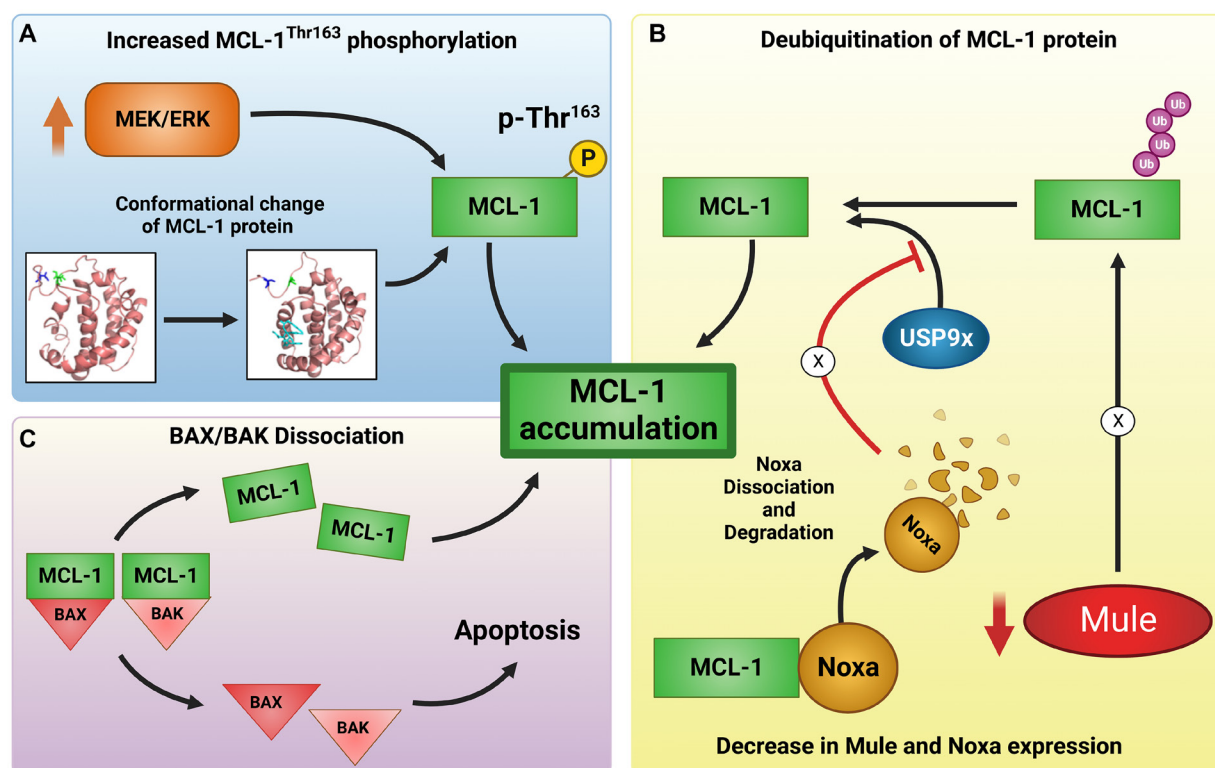 A
Increased MCL-1Thr163 phosphorylation
MEK/ERK
p-Thr163
P
MCL-1
Conformational change
of MCL-1 protein
MCL-1
accumulation
B
Deubiquitination of MCL-1 protein
Ub
Ub
Ub
Ub
MCL-1
MCL-1
USP9x
X
X
Noxa
Dissociation
and
Degradation
Noxa
Mule
MCL-1
Noxa
Decrease in Mule and Noxa expression
C
BAX/BAK Dissociation
MCL-1
MCL-1
MCL-1
MCL-1
BAX
BAK
Apoptosis
BAX
BAK